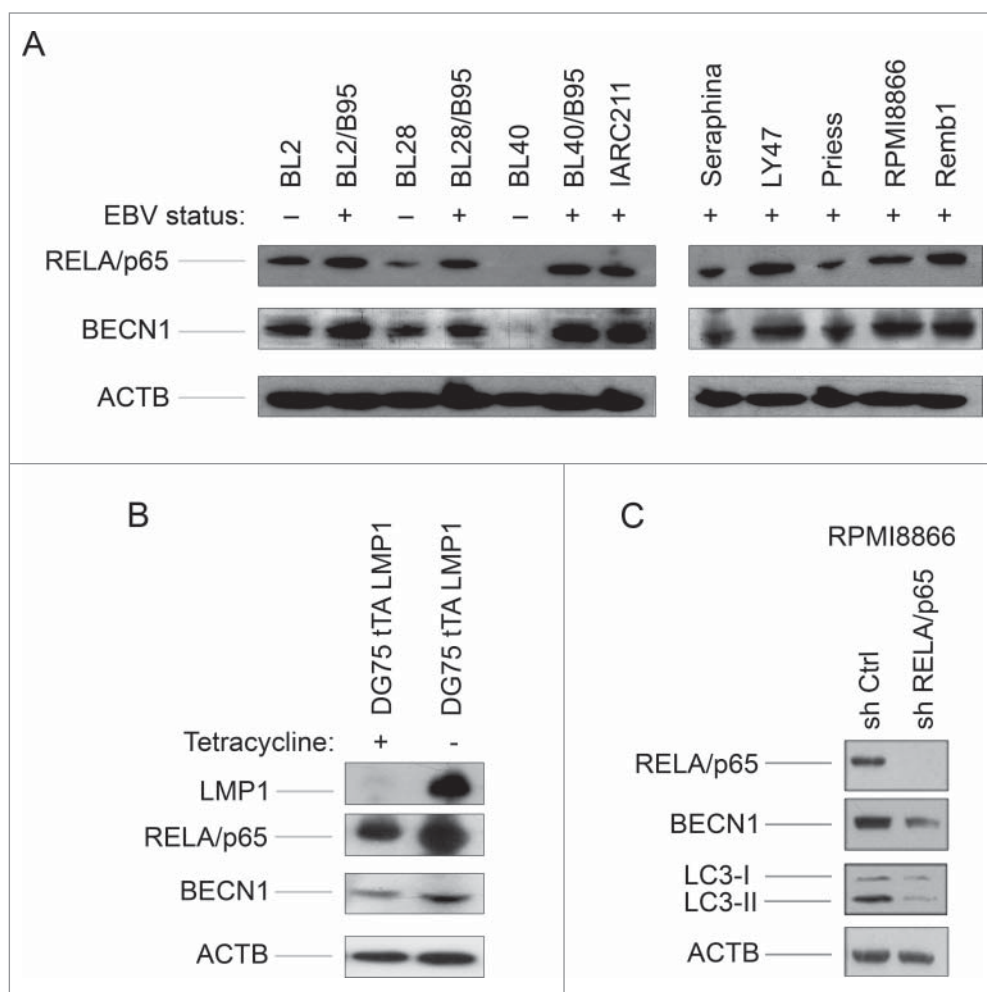 A
BL2
BL2/B95
BL28
BL28/B95
BL40
BL40/B95
IARC211
Seraphina
LY47
Priess
RPMI8866
Remb1
EBV status: – + – + – + + + + + + +
RELA/p65
BECN1
ACTB
B
DG75 tTA LMP1
DG75 tTA LMP1
Tetracycline: + -
LMP1
RELA/p65
BECN1
ACTB
C
RPMI8866
sh Ctrl
sh RELA/p65
RELA/p65
BECN1
LC3-I
LC3-II
ACTB